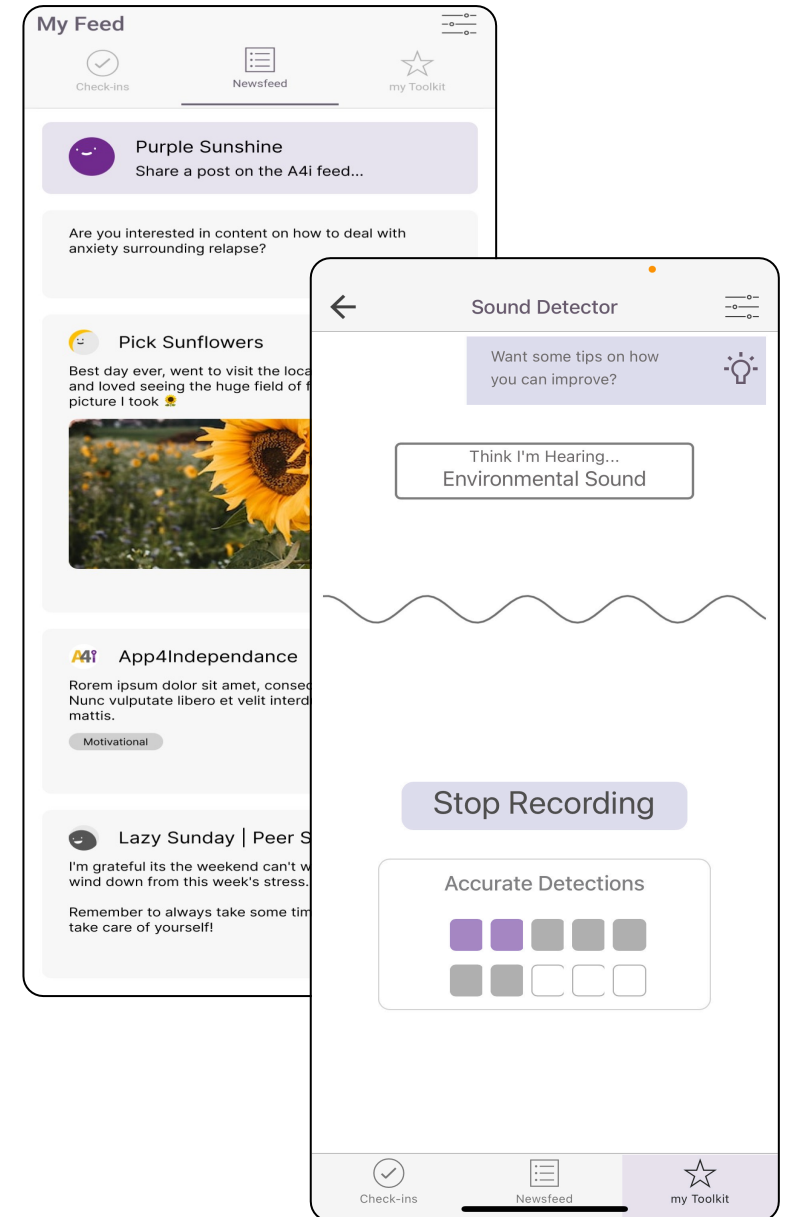 My Feed
Check-ins
Newsfeed
my Toolkit
Purple Sunshine
Share a post on the A4i feed...
Are you interested in content on how to deal with
anxiety surrounding relapse?
Pick Sunflowers
Best day ever, went to visit the loca
and loved seeing the huge field of f
picture I took 🌻
A4i
App4Independance
Rorem ipsum dolor sit amet, consec
Nunc vulputate libero et velit interd
mattis.
Motivational
Lazy Sunday | Peer S
I'm grateful its the weekend can't w
wind down from this week's stress.
Remember to always take some tim
take care of yourself!
Sound Detector
Want some tips on how
you can improve?
Think I'm Hearing...
Environmental Sound
Stop Recording
Accurate Detections
Check-ins
Newsfeed
my Toolkit